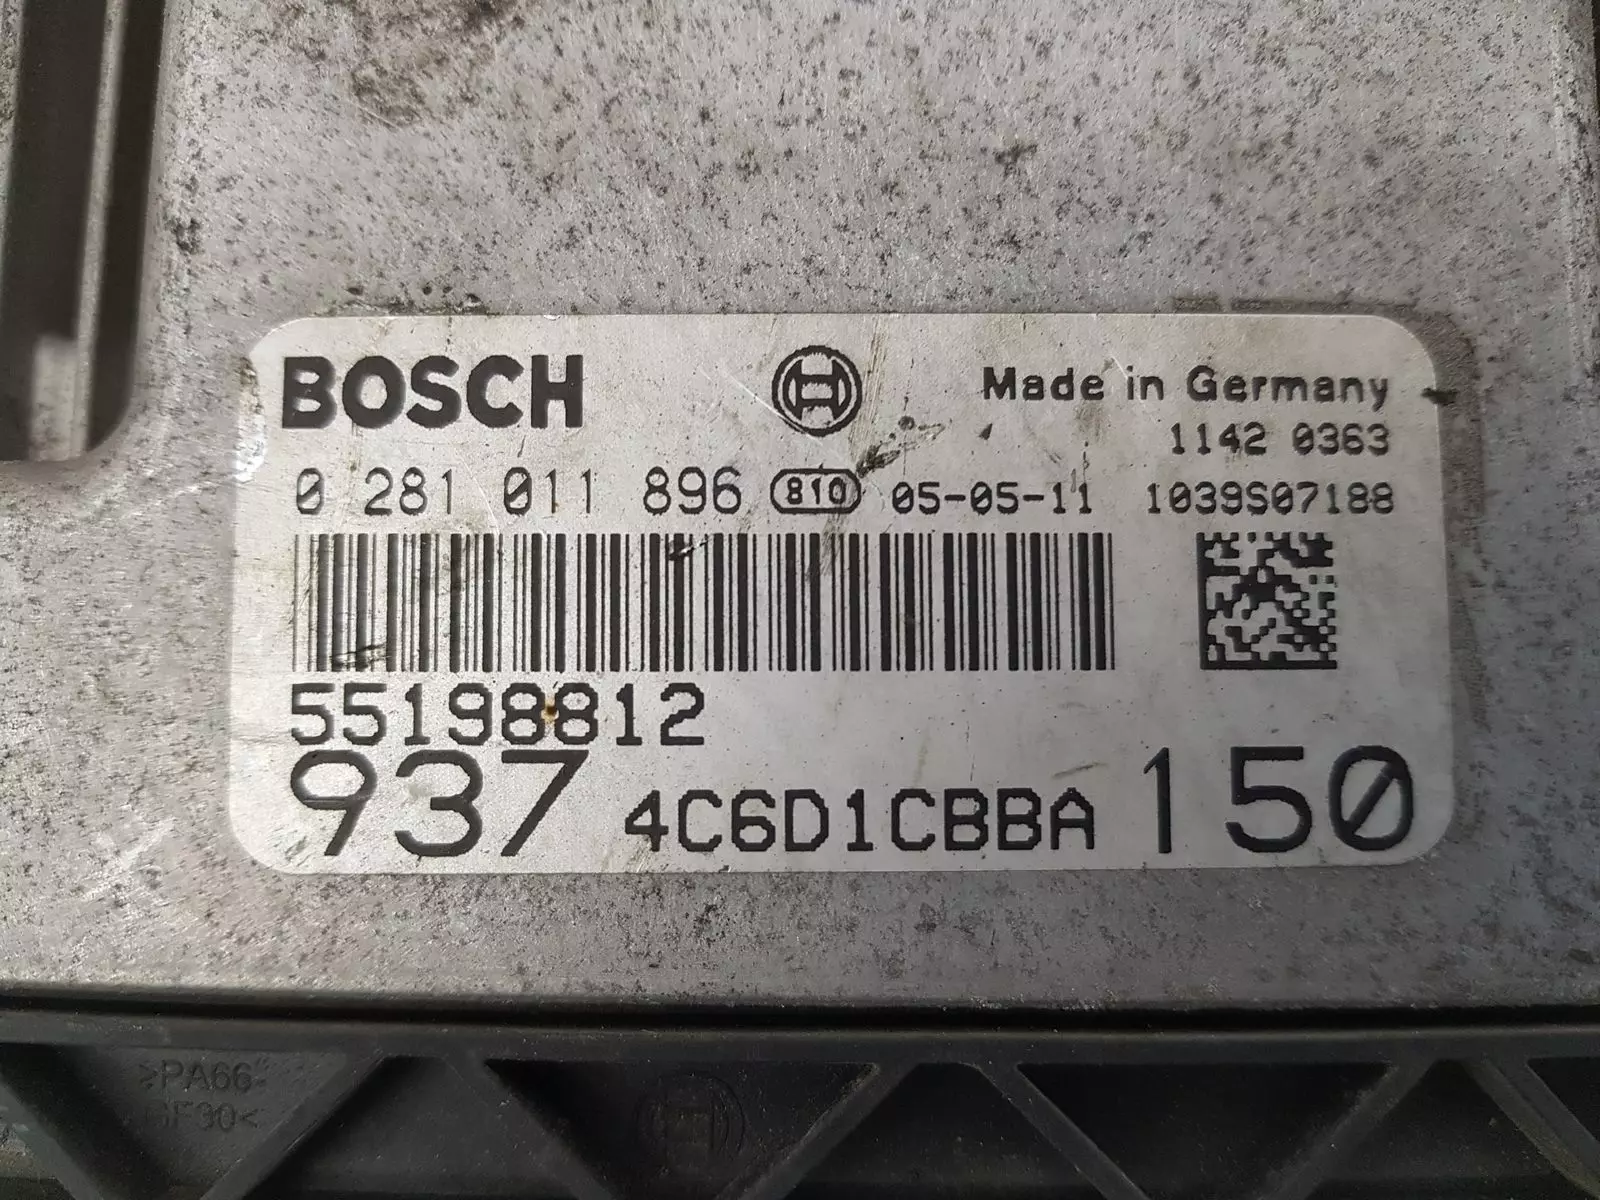 BOSCH
Made in Germany
1142 0363
0 281 011 896 810 05-05-11 1039S07188
55198812
937 4C6D1CBBA 150
>PA66-
GF30<